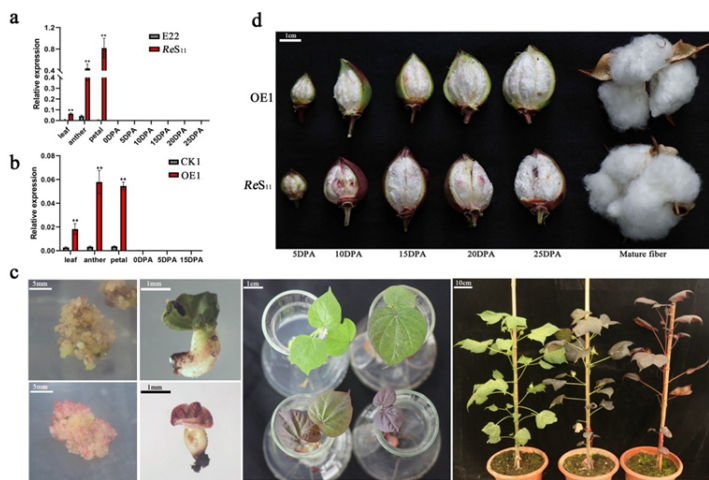 a
E22
ReS11
Relative expression
1.2
0.8
0.4
0.2
0.1
0.0
** ** **
leaf
anther
petal
0DPA
5DPA
10DPA
15DPA
20DPA
25DPA
b
CK1
OE1
Relative expression
0.08
0.06
0.04
0.02
0.00
** ** **
leaf anther petal 0DPA 5DPA 15DPA
c
5mm 1mm 1cm 10cm
5mm 1mm
d
1cm
OE1
ReS11
5DPA 10DPA 15DPA 20DPA 25DPA Mature fiber